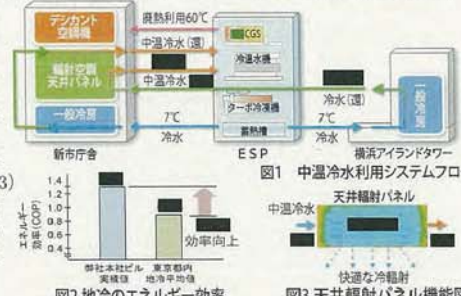 デシカント
空調機
輻射空調
天井パネル
一般冷房
新市庁舎
廃熱利用60℃
中温冷水(還)
中温冷水
7℃
冷水
CGS
冷温水機
ターボ冷凍機
蓄熱槽
ESP
冷水(還)
7℃
冷水
一般冷房
横浜アイランドタワー
図1 中温冷水利用システムフロ
3)
エネルギー
効率(COP)
1.4
1.2
1.0
0.8
0.6
0.4
効率向上
弊社本社ビル
実績値
東京都内
地冷平均値
図2 地冷のエネルギー効率
天井輻射パネル
中温冷水
快適な冷輻射
図3 天井輻射パネル機能図